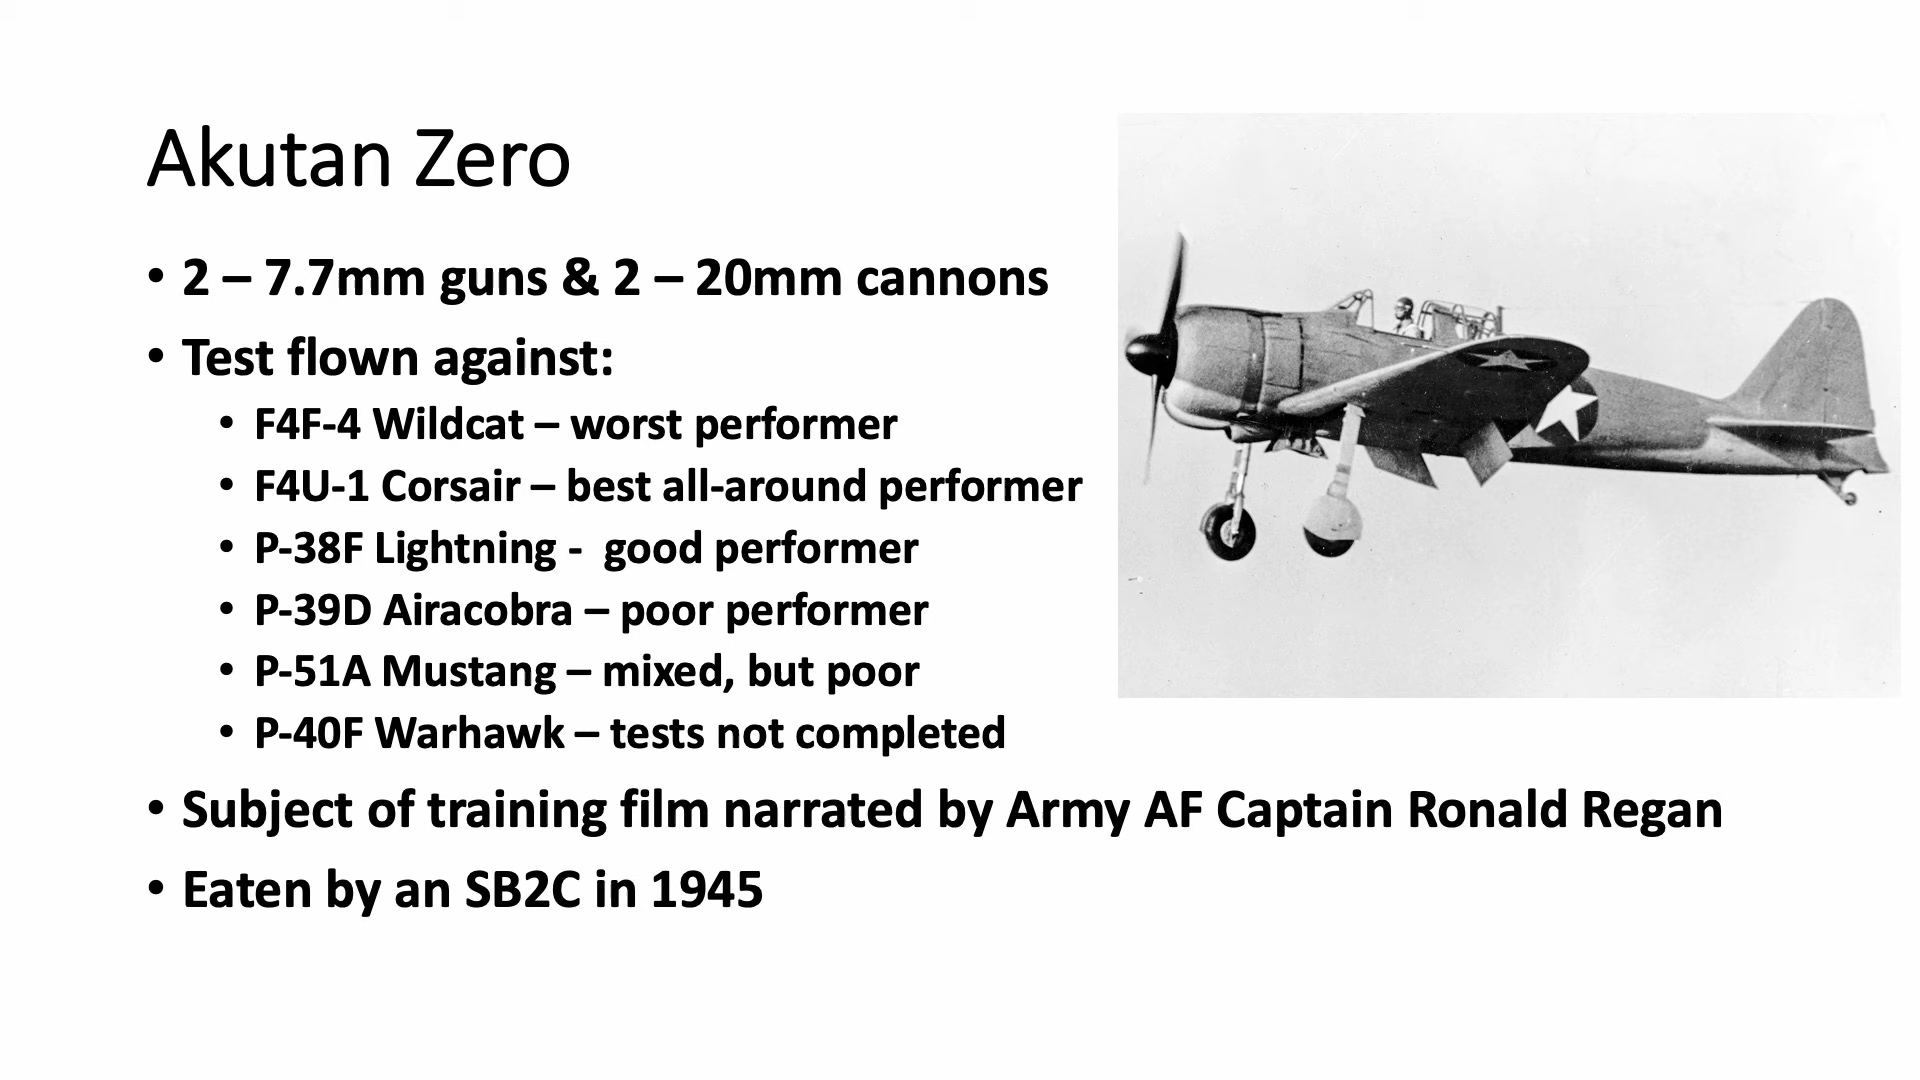 Akutan Zero
• 2 – 7.7mm guns & 2 – 20mm cannons
• Test flown against:
• F4F-4 Wildcat – worst performer
• F4U-1 Corsair – best all-around performer
• P-38F Lightning -  good performer
• P-39D Airacobra – poor performer
• P-51A Mustang – mixed, but poor
• P-40F Warhawk – tests not completed
• Subject of training film narrated by Army AF Captain Ronald Regan
• Eaten by an SB2C in 1945